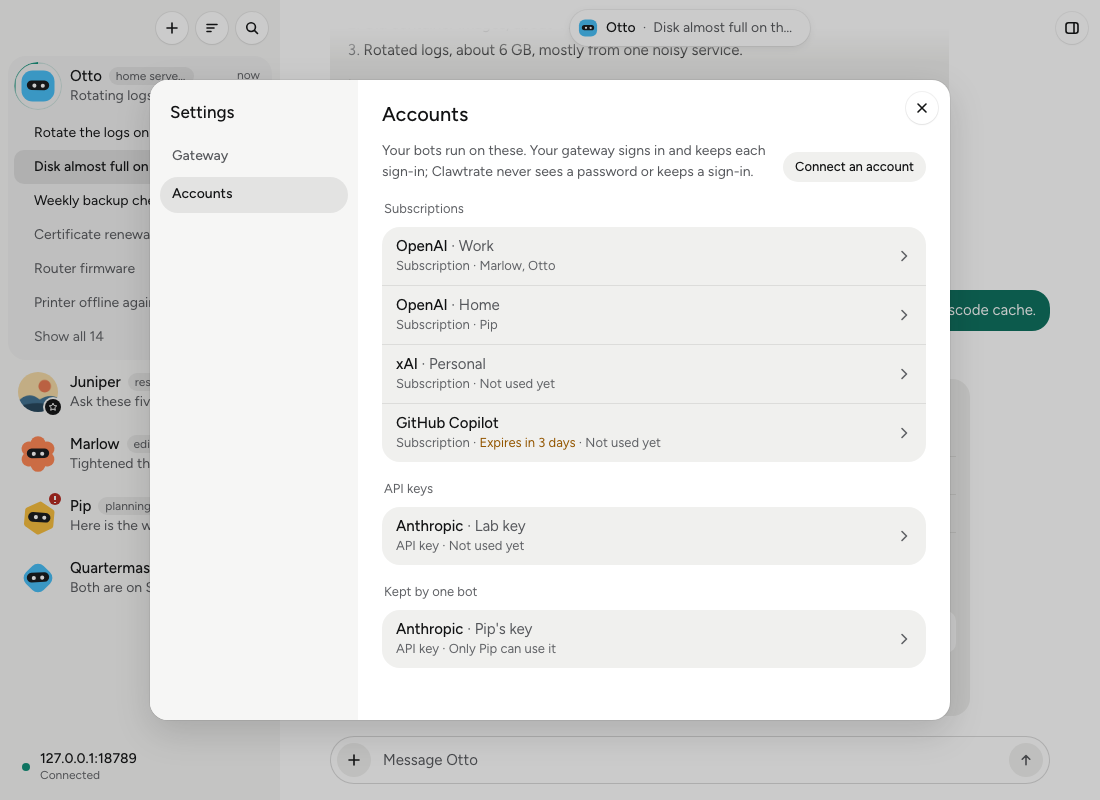 Otto · Disk almost full on th...
3. Rotated logs, about 6 GB, mostly from one noisy service.
Otto home serve... now
Rotating logs
Rotate the logs on
Disk almost full on
Weekly backup che
Certificate renewa
Router firmware
Printer offline again
Show all 14
Juniper res
Ask these fiv
Marlow edi
Tightened th
Pip planning
Here is the w
Quartermas
Both are on S
127.0.0.1:18789
Connected
Settings
Gateway
Accounts
Accounts
Your bots run on these. Your gateway signs in and keeps each
sign-in; Clawtrate never sees a password or keeps a sign-in.
Connect an account
Subscriptions
OpenAI · Work
Subscription · Marlow, Otto
OpenAI · Home
Subscription · Pip
xAI · Personal
Subscription · Not used yet
GitHub Copilot
Subscription · Expires in 3 days · Not used yet
API keys
Anthropic · Lab key
API key · Not used yet
Kept by one bot
Anthropic · Pip's key
API key · Only Pip can use it
scode cache.
Message Otto